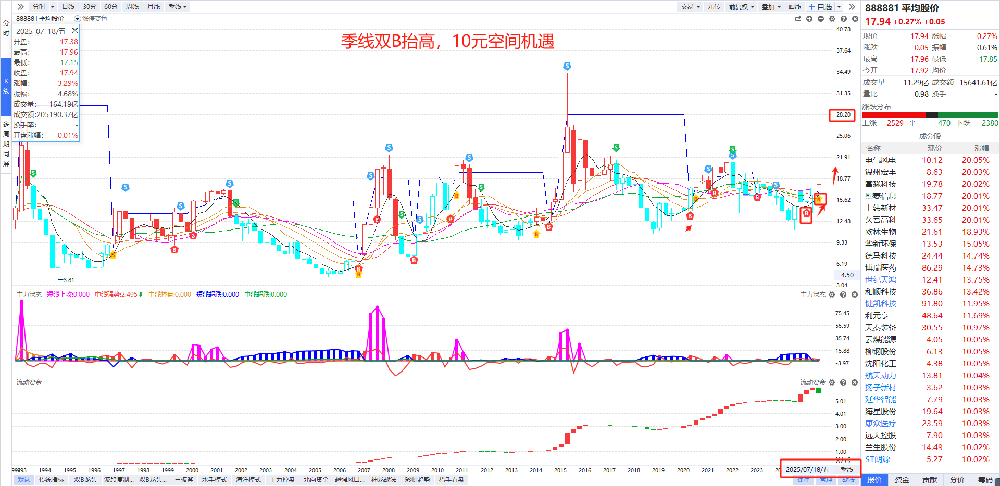 分时 日线 30分 60分 周线 月线 季线 交易 九转 前复权 叠加 画线 自选
888881 平均股价 涨停变色
分时
K线
多周期同屏
2025-07-18/五
开盘: 17.38
最高: 17.96
最低: 17.15
收盘: 17.94
涨幅: 3.29%
振幅: 4.68%
成交量: 164.19亿
成交额:205190.37亿
换手率: -
开盘涨幅: 0.01%
季线双B抬高，10元空间机遇
40.78
37.64
34.49
31.35
28.20
25.06
21.91
18.77
15.62
12.48
9.33
6.19
4.50
3.04
3.81
主力状态 短线上攻:0.000 中线强势:2.495 中线控盘:0.000 短线超跌:0.000 中线超跌:0.000 主力状态
75.45
55.59
35.74
15.88
-3.97
流动资金 流动资金
5.01
4.01
3.00
2.00
1.00
1993 1994 1995 1996 1997 1998 1999 2000 2001 2002 2003 2004 2005 2006 2007 2008 2009 2010 2011 2012 2013 2014 2015 2016 2017 2018 2019 2020 2021 2022 2023 2025/07/18/五 季线
默认 传统指标 双B龙头 波段复制... 双B龙头... 三板斧 水手模式 海洋模式 主力控盘 北向资金 超强风口... 神龙战法 彩虹趋势 猎手看盘 保存 管理 战法
888881 平均股价
17.94 +0.27% +0.05
现价 17.94 涨幅 0.27%
涨跌 0.05 振幅 0.61%
最高 17.96 最低 17.85
今开 17.92 均价 -
成交量 11.29亿 成交额 15641.61亿
量比 0.98 换手 -
涨跌分布
上涨 2529 平 470 下跌 2380
成分股
名称 现价 涨幅
电气风电 10.12 20.05%
温州宏丰 8.63 20.03%
富淼科技 19.78 20.02%
熙菱信息 18.77 20.01%
上纬新材 33.47 20.01%
久吾高科 33.65 20.01%
欧林生物 21.61 18.93%
华新环保 13.53 15.05%
德马科技 24.44 14.74%
博瑞医药 86.29 14.73%
世纪天鸿 12.41 13.75%
和顺科技 36.86 13.42%
键凯科技 91.80 11.95%
利元亨 48.64 11.69%
天秦装备 30.55 10.97%
云煤能源 4.05 10.05%
柳钢股份 6.13 10.05%
沈阳化工 4.38 10.05%
航天动力 13.81 10.04%
扬子新材 3.62 10.03%
延华智能 7.79 10.03%
海星股份 19.64 10.03%
康众医疗 23.59 10.03%
远大控股 7.90 10.03%
兰生股份 14.49 10.02%
ST朗源 5.27 10.02%
报价 资金 贡献 分价 筹码